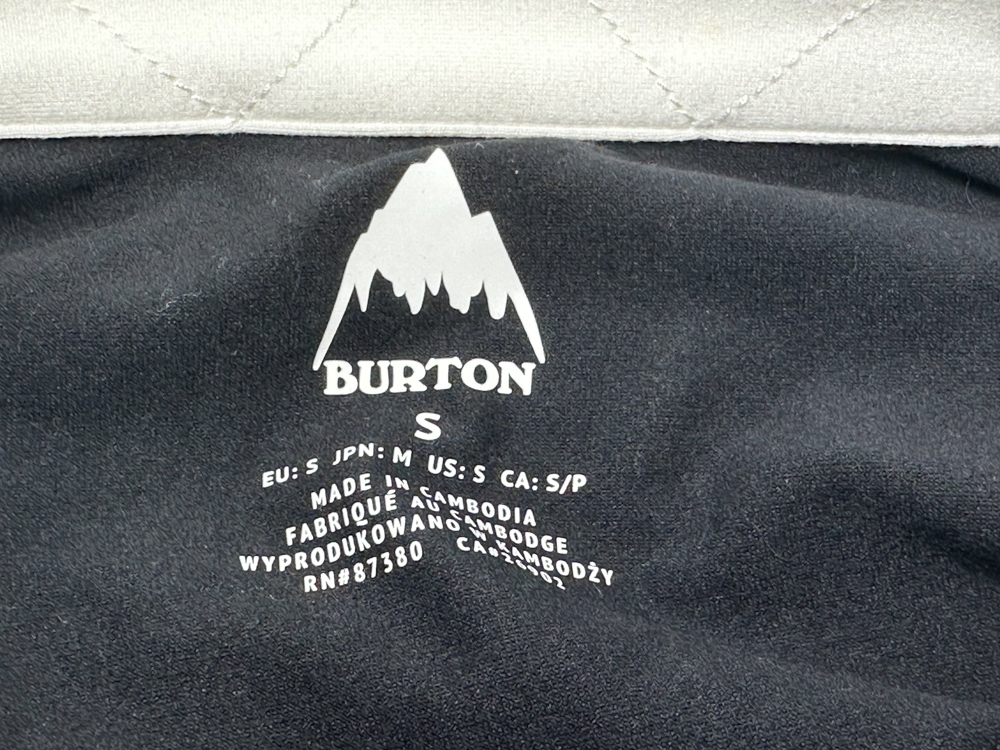 BURTON
S
EU: S JPN: M US: S CA: S/P
MADE IN CAMBODIA
FABRIQUÉ AU CAMBODGE
WYPRODUKOWANO W KAMBODŻY
RN#87380